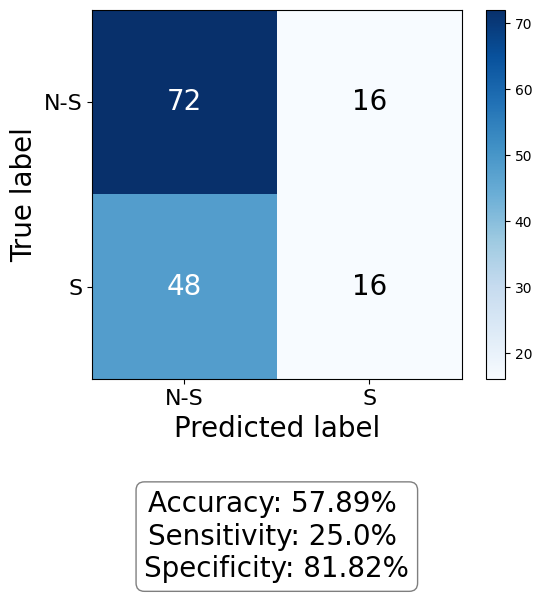 70
N-S
72
16
60
True label
50
40
S
48
16
30
20
N-S
S
Predicted label
Accuracy: 57.89%
Sensitivity: 25.0%
Specificity: 81.82%